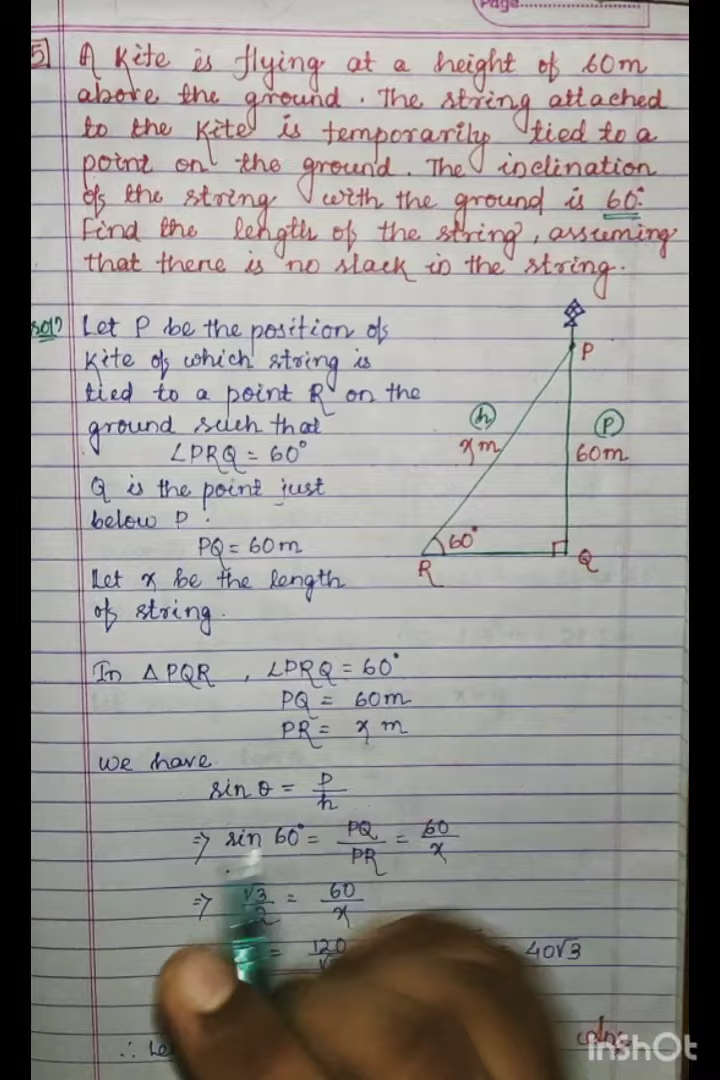 Page
5] A Kite is flying at a height of 60m
above the ground. The string attached
to the Kite is temporarily tied to a
point on the ground. The inclination
of the string with the ground is 60°.
Find the length of the string, assuming
that there is no slack in the string.
Sol? Let P be the position of
Kite of which string is
tied to a point R on the
ground such that
∠PRQ = 60°
Q is the point just
below P.
PQ = 60m
Let x be the length
of string.
P
h
x m
P
60m
60°
R
Q
In △PQR, ∠PRQ = 60°
PQ = 60m
PR = x m
we have
sin θ = P/h
⇒ sin 60° = PQ/PR = 60/x
⇒ √3/2 = 60/x
= 120/√ = 40√3
∴
InShOt